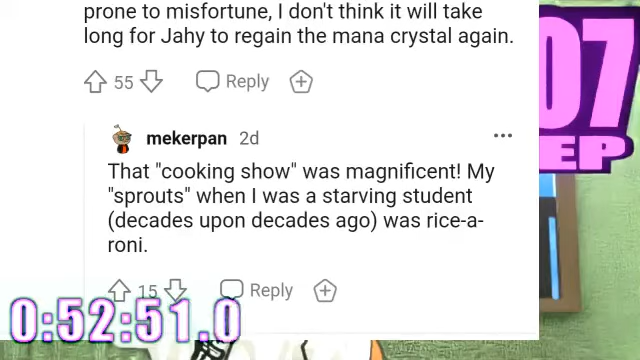 prone to misfortune, I don't think it will take
long for Jahy to regain the mana crystal again.
55
Reply
mekerpan 2d
That "cooking show" was magnificent! My
"sprouts" when I was a starving student
(decades upon decades ago) was rice-a-
roni.
15
Reply
0:52:51.0
07
EP